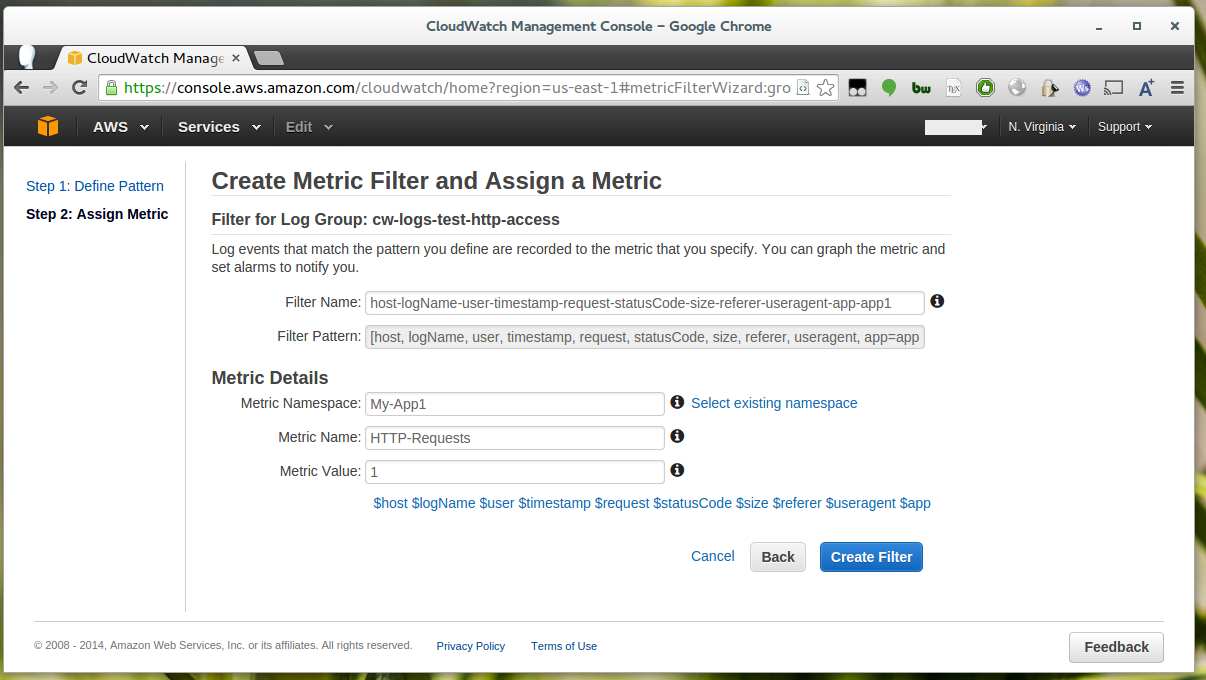 CloudWatch Management Console – Google Chrome
CloudWatch Manage
https://console.aws.amazon.com/cloudwatch/home?region=us-east-1#metricFilterWizard:gro
bw TEX Ws A+
AWS Services Edit N. Virginia Support
Step 1: Define Pattern
Step 2: Assign Metric
Create Metric Filter and Assign a Metric
Filter for Log Group: cw-logs-test-http-access
Log events that match the pattern you define are recorded to the metric that you specify. You can graph the metric and
set alarms to notify you.
Filter Name: host-logName-user-timestamp-request-statusCode-size-referer-useragent-app-app1
Filter Pattern: [host, logName, user, timestamp, request, statusCode, size, referer, useragent, app=app
Metric Details
Metric Namespace: My-App1 Select existing namespace
Metric Name: HTTP-Requests
Metric Value: 1
$host $logName $user $timestamp $request $statusCode $size $referer $useragent $app
Cancel Back Create Filter
© 2008 - 2014, Amazon Web Services, Inc. or its affiliates. All rights reserved. Privacy Policy Terms of Use Feedback